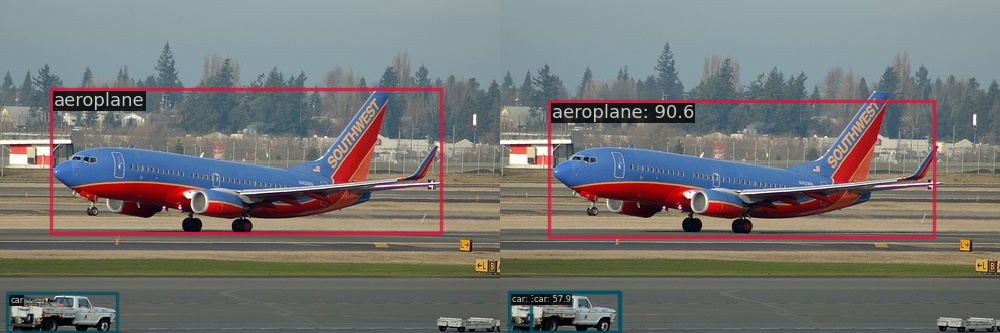 aeroplane
SOUTHWEST
L→
←L
car
aeroplane: 90.6
SOUTHWEST
L→
←L
car:
car: 57.9